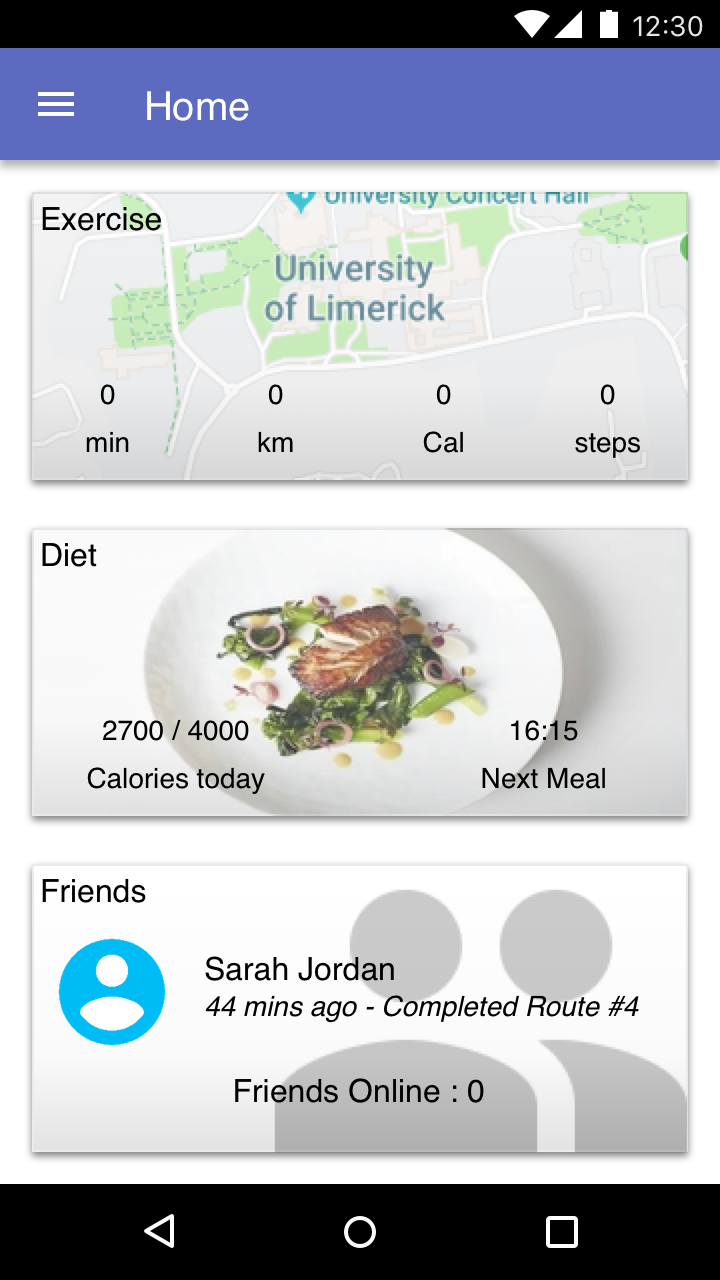 12:30
Home
Exercise
University Concert Hall
University
of Limerick
0 0 0 0
min km Cal steps
Diet
2700 / 4000 16:15
Calories today Next Meal
Friends
Sarah Jordan
44 mins ago - Completed Route #4
Friends Online : 0